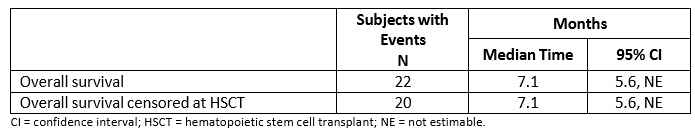 Subjects with Events N Months
Median Time 95% CI
Overall survival 22 7.1 5.6, NE
Overall survival censored at HSCT 20 7.1 5.6, NE
CI = confidence interval; HSCT = hematopoietic stem cell transplant; NE = not estimable.